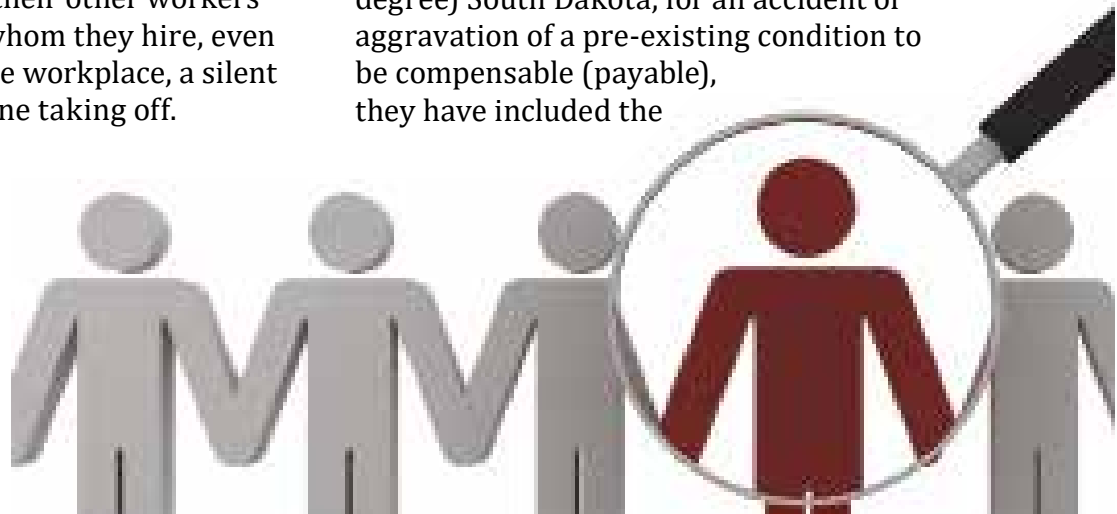 their other workers
whom they hire, even
e workplace, a silent
ne taking off.
degree) South Dakota, for an accident or
aggravation of a pre-existing condition to
be compensable (payable),
they have included the